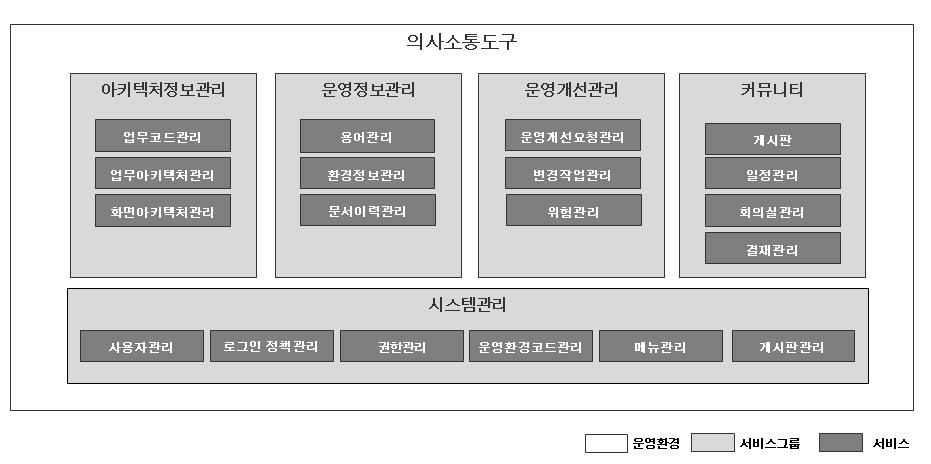 의사소통도구
아키텍처정보관리
업무코드관리
업무아키텍처관리
화면아키텍처관리
운영정보관리
용어관리
환경정보관리
문서이력관리
운영개선관리
운영개선요청관리
변경작업관리
위험관리
커뮤니티
게시판
일정관리
회의실관리
결재관리
시스템관리
사용자관리
로그인 정책관리
권한관리
운영환경코드관리
메뉴관리
게시판관리
운영환경
서비스그룹
서비스